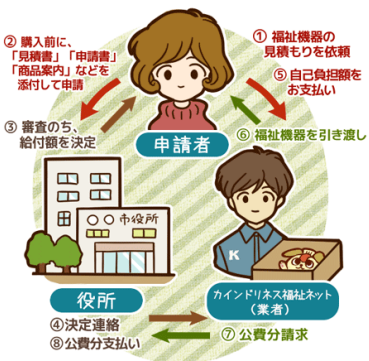 ① 福祉機器の
見積もりを依頼
② 購入前に、
「見積書」「申請書」
「商品案内」などを
添付して申請
⑤ 自己負担額を
お支払い
③ 審査のち、
給付額を決定
⑥ 福祉機器を引き渡し
申請者
〇〇市役所
K
役所
カインドリネス福祉ネット
(業者)
④ 決定連絡
⑧ 公費分支払い
⑦ 公費分請求